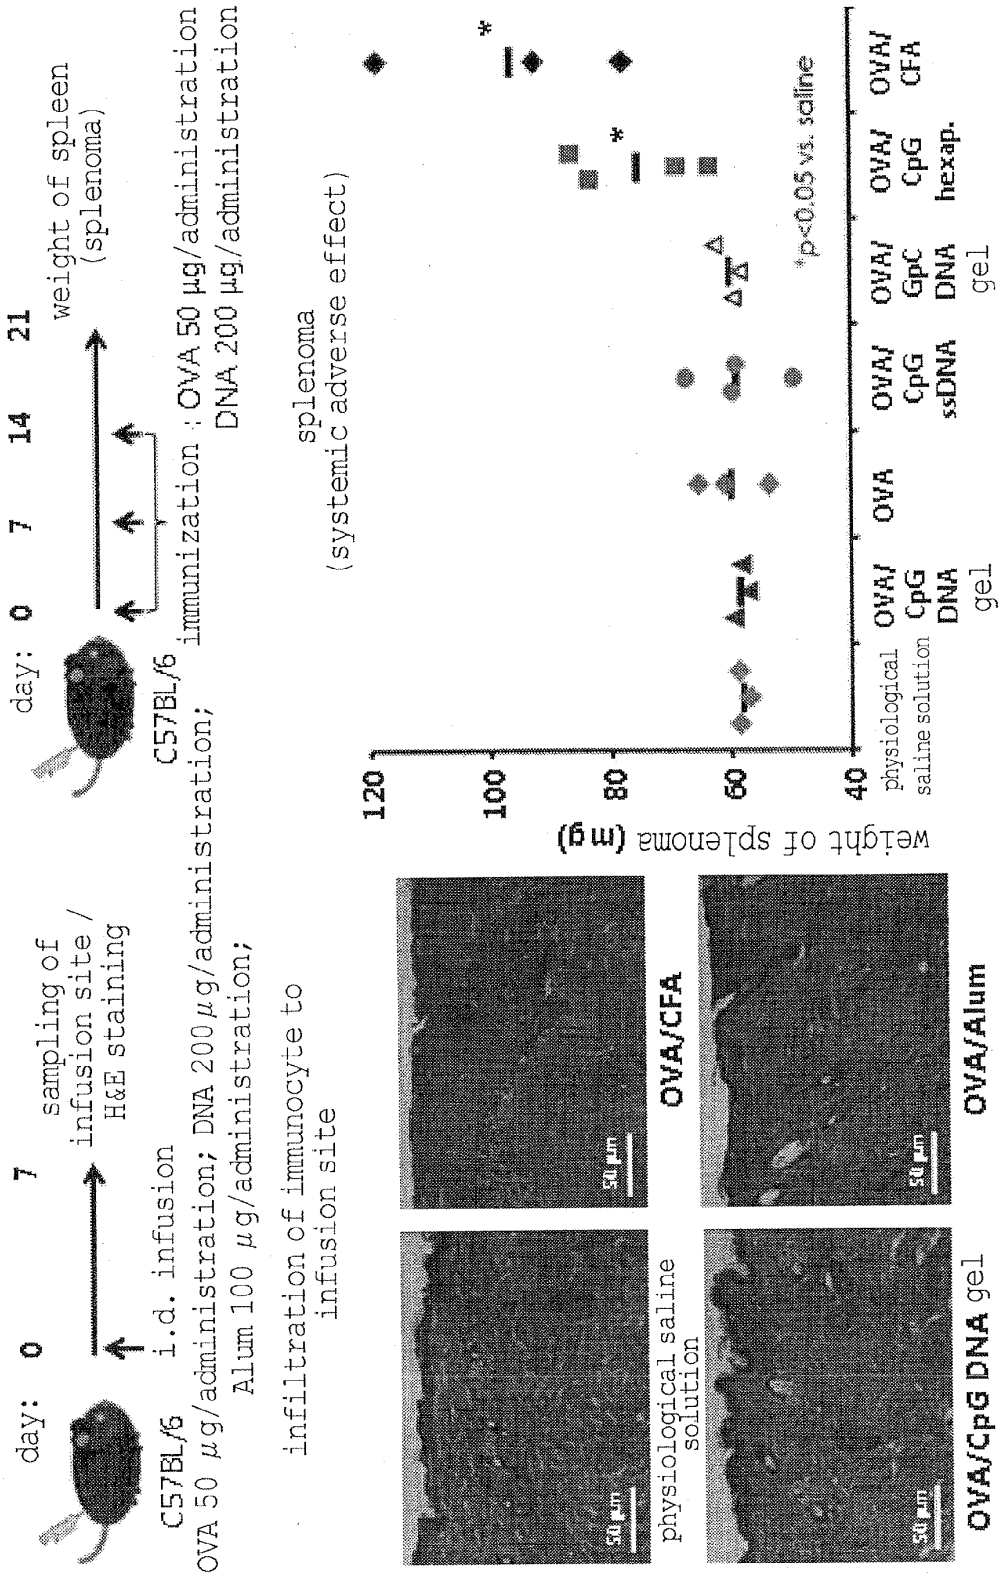 day: 0 7
sampling of
infusion site /
H&E staining
C57BL/6
i.d. infusion
OVA 50 μg/administration; DNA 200 μg/administration;
Alum 100 μg/administration;
infiltration of immunocyte to
infusion site
physiological saline
solution
50 μm
OVA/CFA
50 μm
OVA/CpG DNA gel
50 μm
OVA/Alum
50 μm
day: 0 7 14 21
weight of spleen
(splenoma)
C57BL/6
immunization : OVA 50 μg/administration
DNA 200 μg/administration
splenoma
(systemic adverse effect)
weight of splenoma (mg)
120
100
80
60
40
*
*
*p<0.05 vs. saline
physiological
saline solution
OVA/
CpG
DNA
gel
OVA
OVA/
CpG
ssDNA
OVA/
GpC
DNA
gel
OVA/
CpG
hexap.
OVA/
CFA